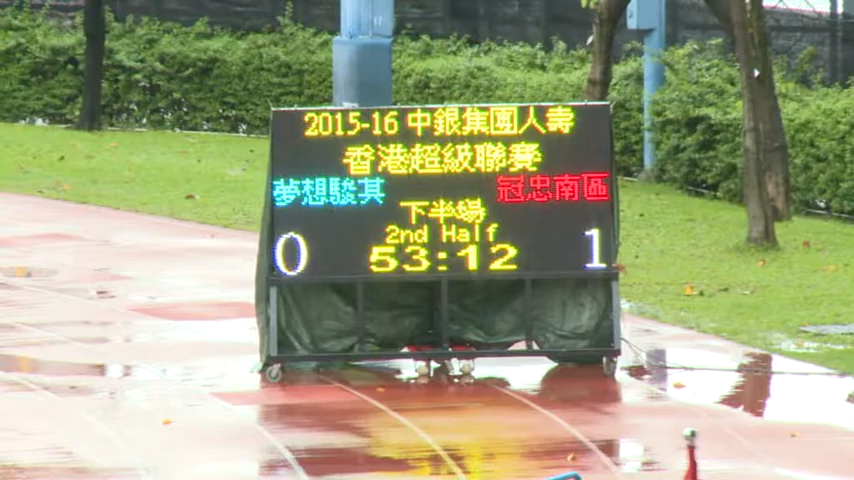 2015-16 中銀集團人壽
香港超級聯賽
夢想駿其 冠忠南區
下半場
2nd Half
0 53:12 1